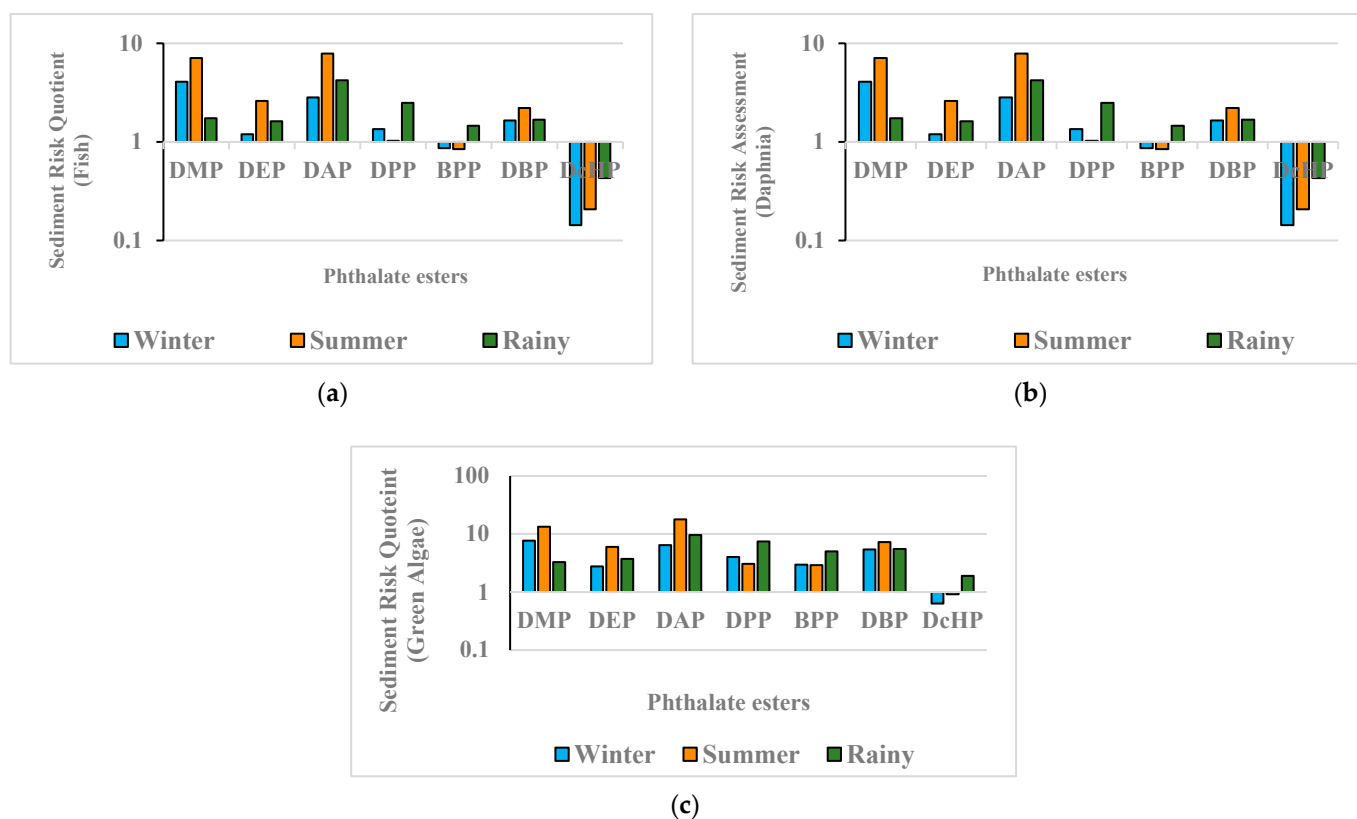 Sediment Risk Quotient
(Fish)
10
1
0.1
DMP DEP DAP DPP BPP DBP DcHP
Phthalate esters
Winter Summer Rainy
(a)
Sediment Risk Assessment
(Daphnia)
10
1
0.1
DMP DEP DAP DPP BPP DBP DcHP
Phthalate esters
Winter Summer Rainy
(b)
Sediment Risk Quoteint
(Green Algae)
100
10
1
0.1
DMP DEP DAP DPP BPP DBP DcHP
Phthalate esters
Winter Summer Rainy
(c)